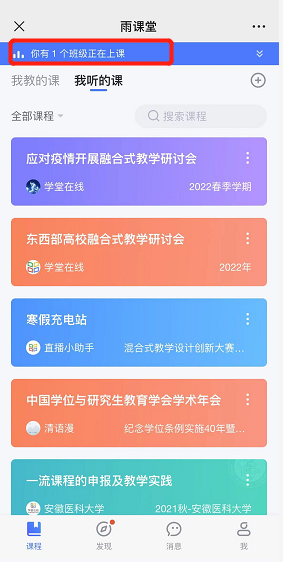 雨课堂
你有 1 个班级正在上课
我教的课 我听的课
全部课程 搜索课程
应对疫情开展融合式教学研讨会
学堂在线 2022春季学期
东西部高校融合式教学研讨会
学堂在线 2022年
寒假充电站
直播小助手 混合式教学设计创新大赛...
中国学位与研究生教育学会学术年会
清语漫 纪念学位条例实施40年暨...
一流课程的申报及教学实践
安徽医科大学 2021秋-安徽医科大学
课程 发现 消息 我